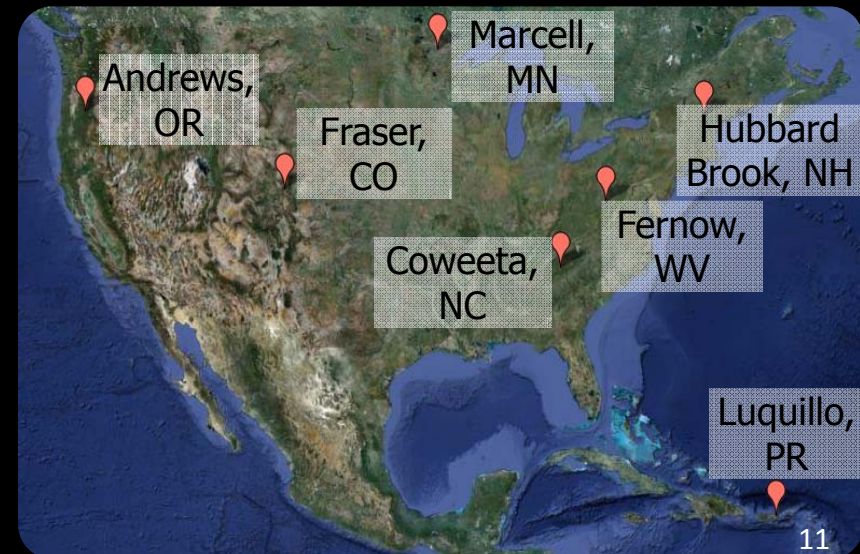 Marcell,
MN
Andrews,
OR
Fraser,
CO
Hubbard
Brook, NH
Fernow,
WV
Coweeta,
NC
Luquillo,
PR
11